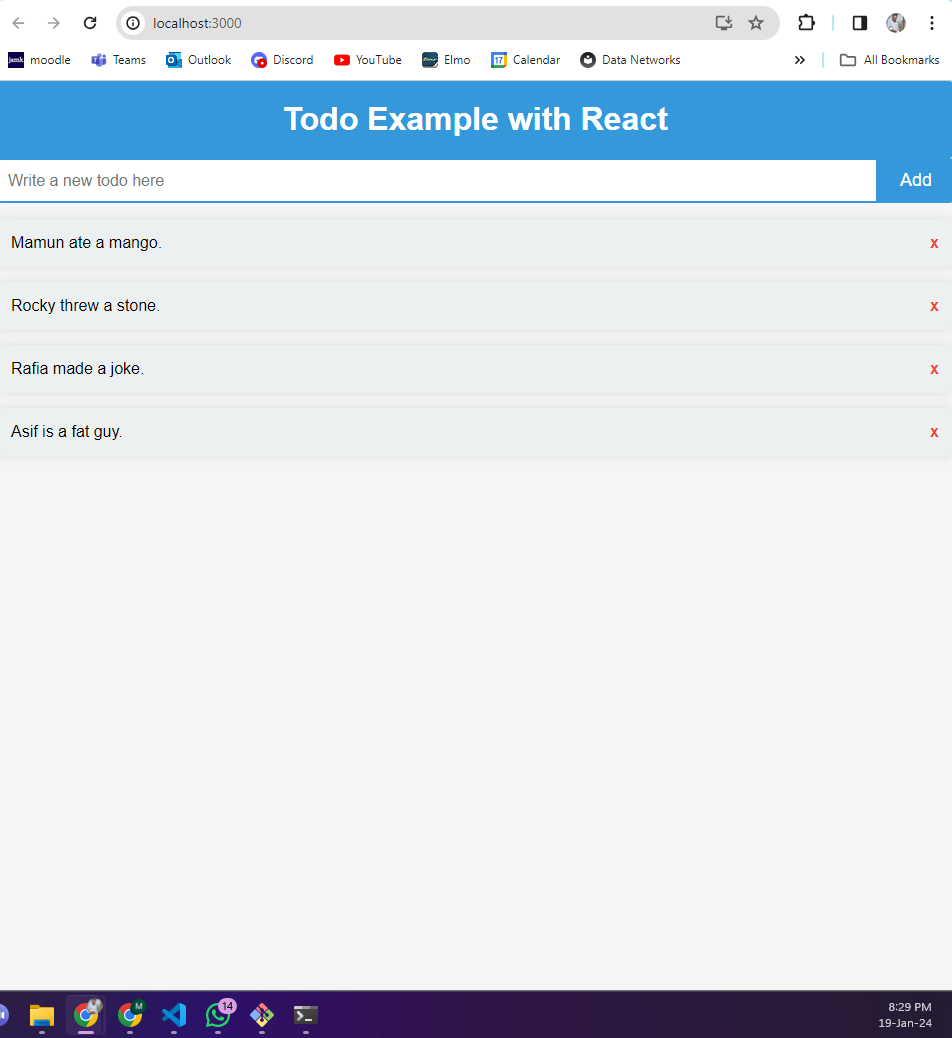 localhost:3000
moodle Teams Outlook Discord YouTube Elmo 17 Calendar Data Networks » All Bookmarks
Todo Example with React
Write a new todo here Add
Mamun ate a mango. x
Rocky threw a stone. x
Rafia made a joke. x
Asif is a fat guy. x
M 14
8:29 PM
19-Jan-24